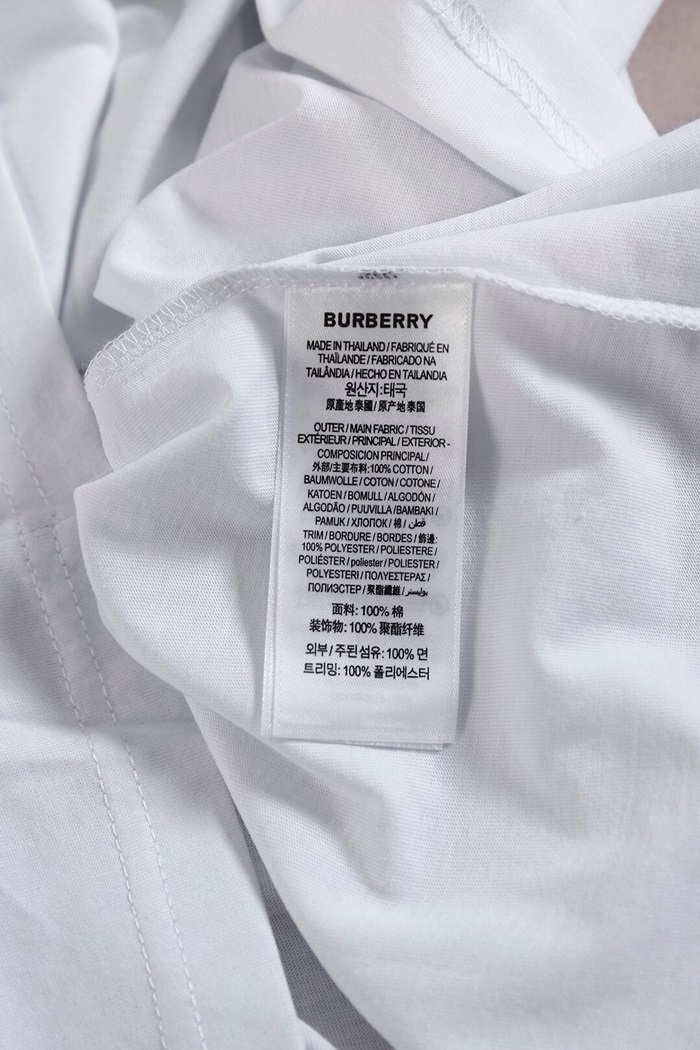 BURBERRY
MADE IN THAILAND / FABRIQUÉ EN
THAÏLANDE / FABRICADO NA
TAILÂNDIA / HECHO EN TAILANDIA
원산지:태국
原產地泰國 / 原产地泰国
OUTER / MAIN FABRIC / TISSU
EXTÉRIEUR / PRINCIPAL / EXTERIOR -
COMPOSICION PRINCIPAL /
外部/主要布料:100% COTTON /
BAUMWOLLE / COTON / COTONE /
KATOEN / BOMULL / ALGODÓN /
ALGODÃO / PUUVILLA / ΒΑΜΒΑΚΙ /
PAMUK / ХЛОПОК / 棉 / قطن
TRIM / BORDURE / BORDES / 飾邊:
100% POLYESTER / POLIESTERE /
POLIÉSTER / poliester / POLIESTER /
POLYESTERI / ΠΟΛΥΕΣΤΕΡΑΣ /
ПОЛИЭСТЕР / 聚酯纖維 / بوليستر
面料: 100% 棉
装饰物: 100% 聚酯纤维
외부 / 주된 섬유: 100% 면
트리밍: 100% 폴리에스터